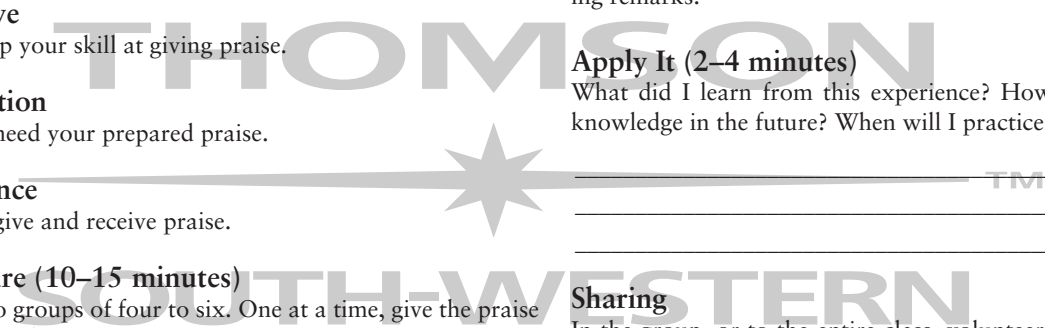 ve
p your skill at giving praise.
tion
need your prepared praise.
nce
give and receive praise.
re (10–15 minutes)
o groups of four to six. One at a time, give the praise
ing remarks.
Apply It (2–4 minutes)
What did I learn from this experience? How
knowledge in the future? When will I practice
Sharing
In the group, or to the entire class, volunteer
THOMSON
TM
SOUTH-WESTERN